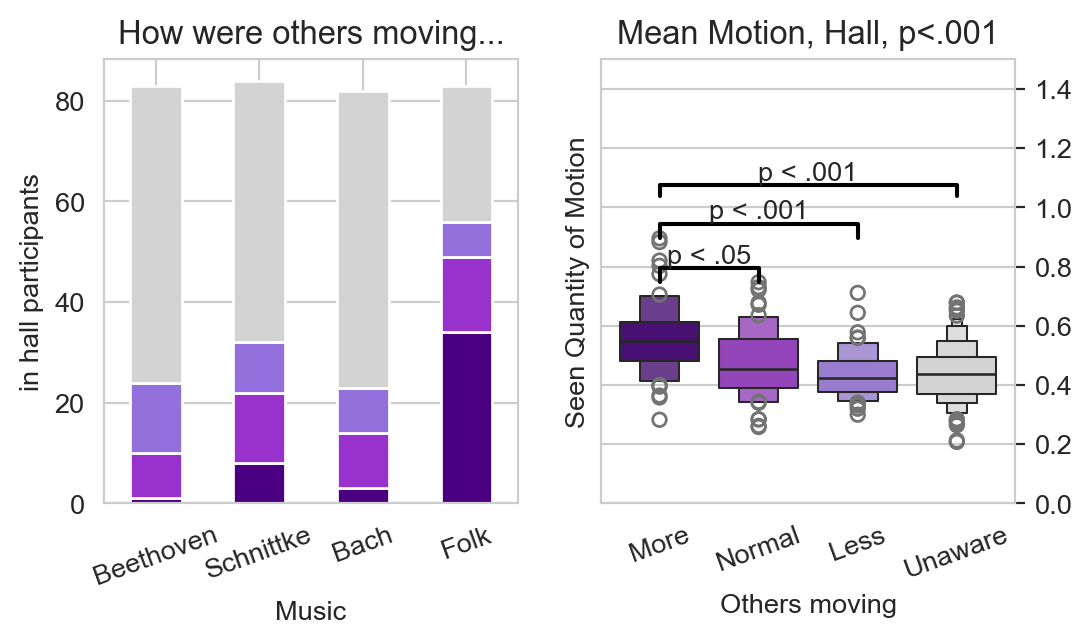 How were others moving...
in hall participants
80
60
40
20
0
Beethoven
Schnittke
Bach
Folk
Music
Mean Motion, Hall, p<.001
Seen Quantity of Motion
p < .001
p < .001
p < .05
1.4
1.2
1.0
0.8
0.6
0.4
0.2
0.0
More
Normal
Less
Unaware
Others moving